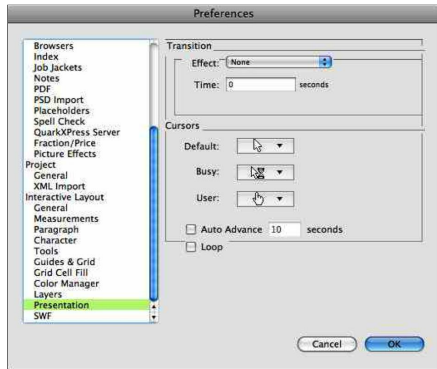 Preferences
Browsers
Index
Job Jackets
Notes
PDF
PSD Import
Placeholders
Spell Check
QuarkXPress Server
Fraction/Price
Picture Effects
Project
General
XML Import
Interactive Layout
General
Measurements
Paragraph
Character
Tools
Guides & Grid
Grid Cell Fill
Color Manager
Layers
Presentation
SWF
Transition
Effect: None
Time: 0 seconds
Cursors
Default:
Busy:
User:
Auto Advance 10 seconds
Loop
Cancel OK